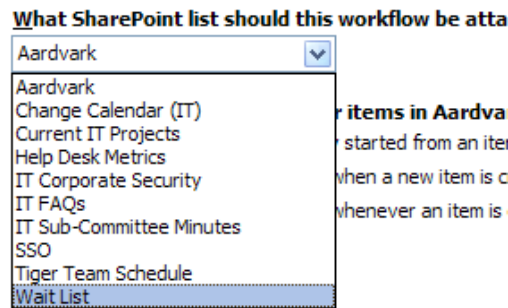 What SharePoint list should this workflow be atta
Aardvark
Aardvark
Change Calendar (IT)
r items in Aardva
Current IT Projects
started from an iter
Help Desk Metrics
IT Corporate Security
when a new item is c
IT FAQs
whenever an item is
IT Sub-Committee Minutes
SSO
Tiger Team Schedule
Wait List